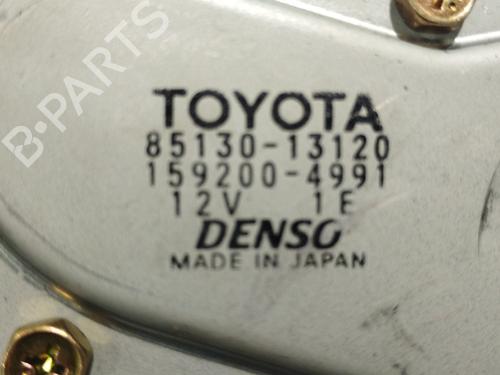 B-PARTS
TOYOTA
85130-13120
159200-4991
12V 1E
DENSO
MADE IN JAPAN